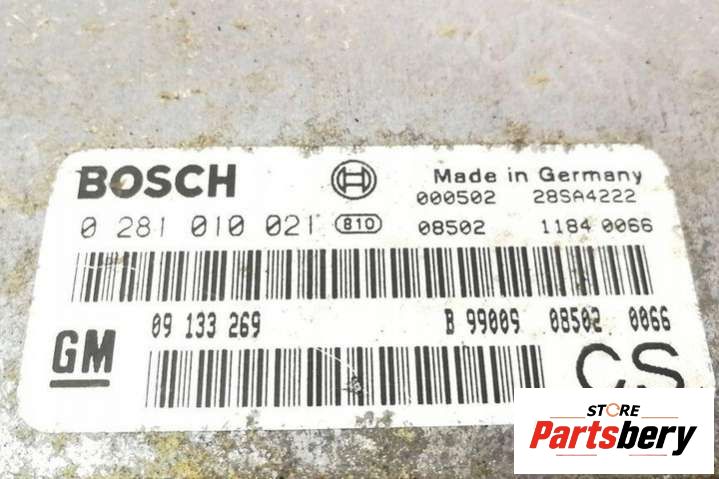 BOSCH Made in Germany
000502 28SA4222
0 281 010 021 810 08502 1184 0066
GM 09 133 269 B 99009 08502 0066
CS
STORE
Partsbery